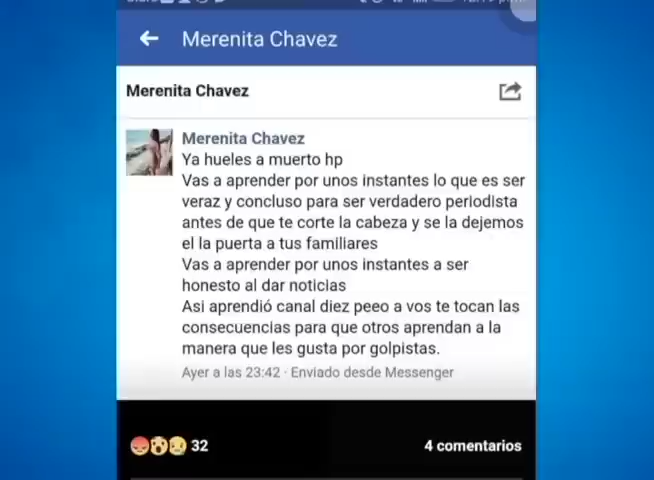 Merenita Chavez
Merenita Chavez
Merenita Chavez
Ya hueles a muerto hp
Vas a aprender por unos instantes lo que es ser
veraz y concluso para ser verdadero periodista
antes de que te corte la cabeza y se la dejemos
el la puerta a tus familiares
Vas a aprender por unos instantes a ser
honesto al dar noticias
Asi aprendió canal diez peeo a vos te tocan las
consecuencias para que otros aprendan a la
manera que les gusta por golpistas.
Ayer a las 23:42 · Enviado desde Messenger
32
4 comentarios